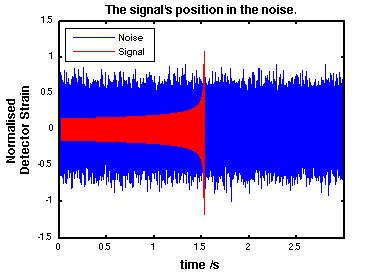 The signal's position in the noise.
Noise
Signal
Normalised
Detector Strain
1.5
1
0.5
0
-0.5
-1
-1.5
0
0.5
1
1.5
2
2.5
time /s